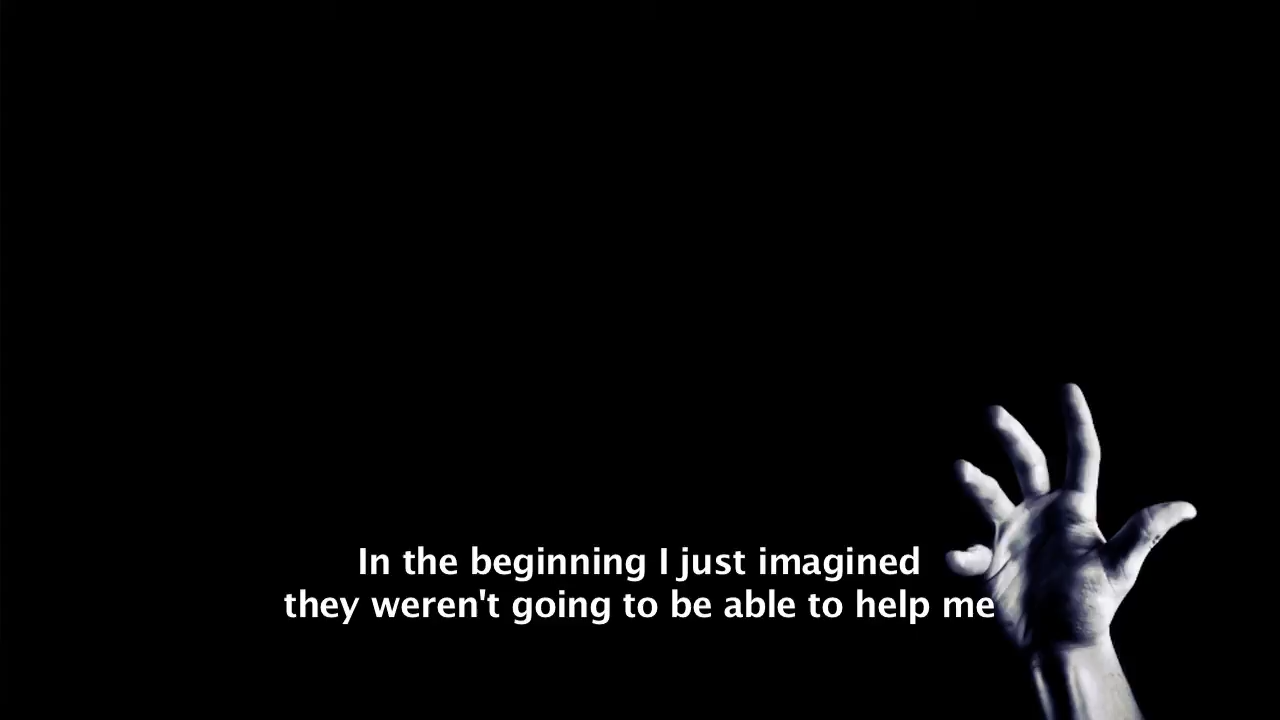 In the beginning I just imagined
they weren't going to be able to help me